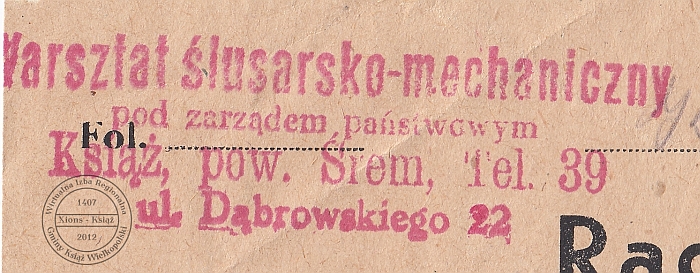 Warsztat ślusarsko-mechaniczny
pod zarządem państwowym
Fol.
Książ, pow. Śrem, Tel. 39
ul. Dąbrowskiego 22
Wirtualna Izba Regionalna
1407
Xions - Książ
2012
Gminy Książ Wielkopolski